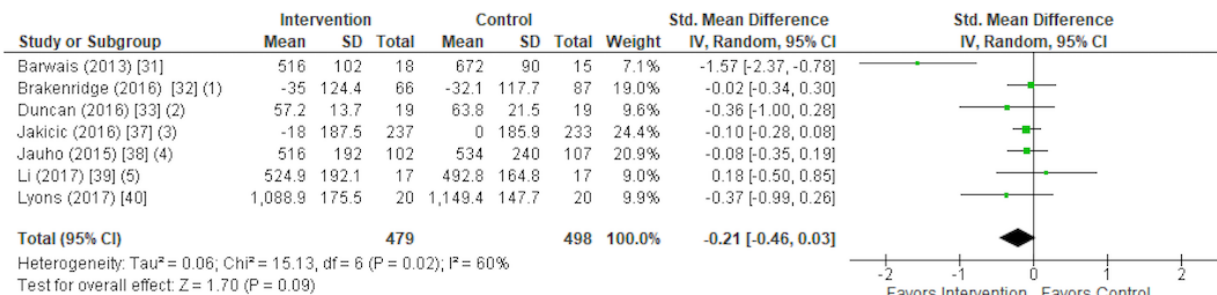 Intervention Control Std. Mean Difference Std. Mean Difference
Study or Subgroup Mean SD Total Mean SD Total Weight IV, Random, 95% CI IV, Random, 95% CI
Barwais (2013) [31] 516 102 18 672 90 15 7.1% -1.57 [-2.37, -0.78]
Brakenridge (2016) [32] (1) -35 124.4 66 -32.1 117.7 87 19.0% -0.02 [-0.34, 0.30]
Duncan (2016) [33] (2) 57.2 13.7 19 63.8 21.5 19 9.6% -0.36 [-1.00, 0.28]
Jakicic (2016) [37] (3) -18 187.5 237 0 185.9 233 24.4% -0.10 [-0.28, 0.08]
Jauho (2015) [38] (4) 516 192 102 534 240 107 20.9% -0.08 [-0.35, 0.19]
Li (2017) [39] (5) 524.9 192.1 17 492.8 164.8 17 9.0% 0.18 [-0.50, 0.85]
Lyons (2017) [40] 1,088.9 175.5 20 1,149.4 147.7 20 9.9% -0.37 [-0.99, 0.26]
Total (95% CI) 479 498 100.0% -0.21 [-0.46, 0.03]
Heterogeneity: Tau² = 0.06; Chi² = 15.13, df = 6 (P = 0.02); I² = 60%
Test for overall effect: Z = 1.70 (P = 0.09)
-2 -1 0 1 2
Favors Intervention Favors Control